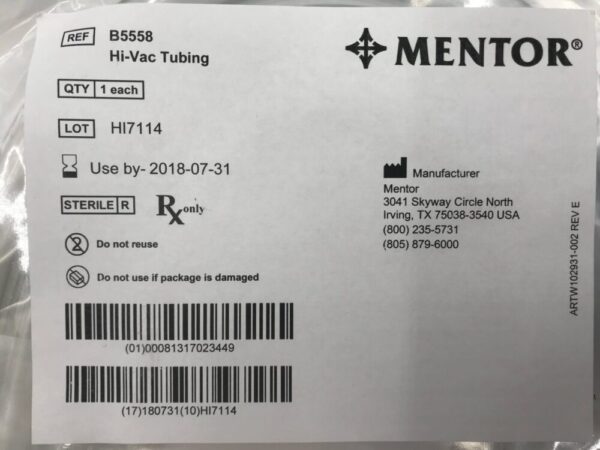 REF B5558
Hi-Vac Tubing
MENTOR®
QTY 1 each
LOT HI7114
Use by- 2018-07-31
STERILE R Rx only
Do not reuse
Do not use if package is damaged
Manufacturer
Mentor
3041 Skyway Circle North
Irving, TX 75038-3540 USA
(800) 235-5731
(805) 879-6000
ARTW102931-002 REV E
(01)00081317023449
(17)180731(10)HI7114